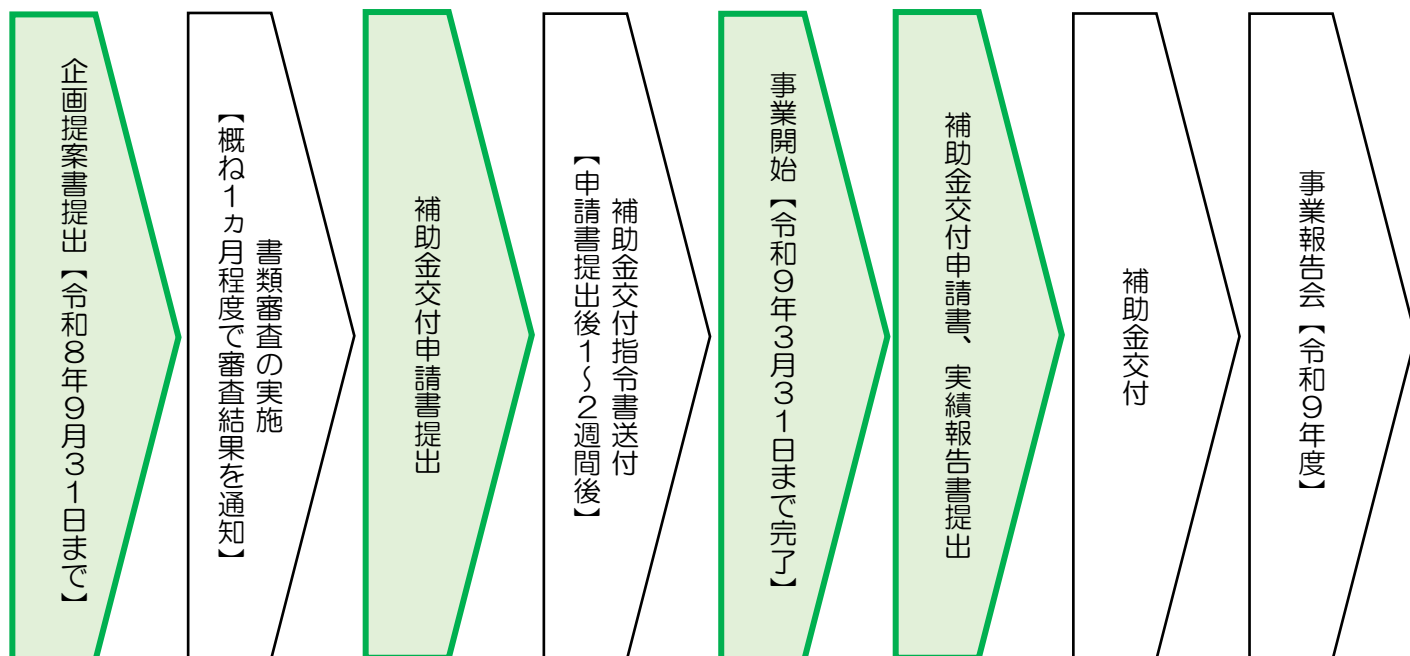 企画提案書提出【令和８年９月３１日まで】
書類審査の実施
【概ね１ヵ月程度で審査結果を通知】
補助金交付申請書提出
補助金交付指令書送付
【申請書提出後１～２週間後】
事業開始【令和９年３月３１日まで完了】
補助金交付申請書、実績報告書提出
補助金交付
事業報告会【令和９年度】